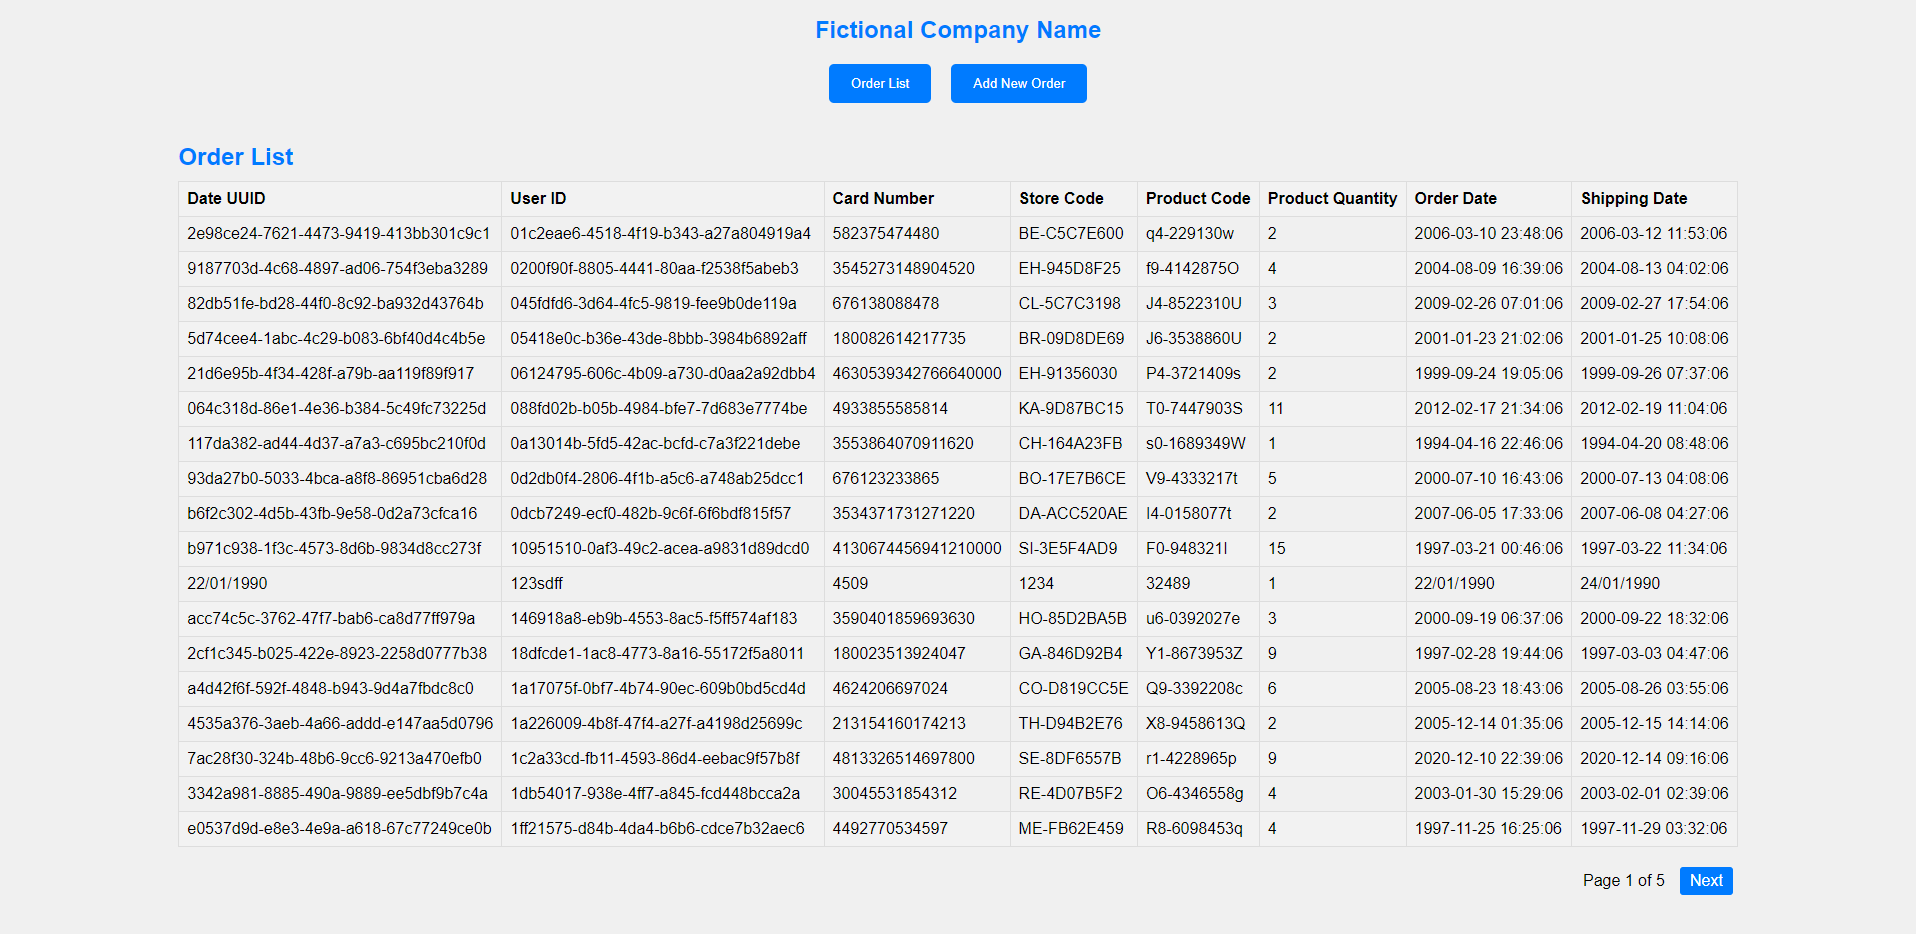 Fictional Company Name
Order List Add New Order
Order List
Date UUID User ID Card Number Store Code Product Code Product Quantity Order Date Shipping Date
2e98ce24-7621-4473-9419-413bb301c9c1 01c2eae6-4518-4f19-b343-a27a804919a4 582375474480 BE-C5C7E600 q4-229130w 2 2006-03-10 23:48:06 2006-03-12 11:53:06
9187703d-4c68-4897-ad06-754f3eba3289 0200f90f-8805-4441-80aa-f2538f5abeb3 3545273148904520 EH-945D8F25 f9-4142875O 4 2004-08-09 16:39:06 2004-08-13 04:02:06
82db51fe-bd28-44f0-8c92-ba932d43764b 045fdfd6-3d64-4fc5-9819-fee9b0de119a 676138088478 CL-5C7C3198 J4-8522310U 3 2009-02-26 07:01:06 2009-02-27 17:54:06
5d74cee4-1abc-4c29-b083-6bf40d4c4b5e 05418e0c-b36e-43de-8bbb-3984b6892aff 180082614217735 BR-09D8DE69 J6-3538860U 2 2001-01-23 21:02:06 2001-01-25 10:08:06
21d6e95b-4f34-428f-a79b-aa119f89f917 06124795-606c-4b09-a730-d0aa2a92dbb4 4630539342766640000 EH-91356030 P4-3721409s 2 1999-09-24 19:05:06 1999-09-26 07:37:06
064c318d-86e1-4e36-b384-5c49fc73225d 088fd02b-b05b-4984-bfe7-7d683e7774be 4933855585814 KA-9D87BC15 T0-7447903S 11 2012-02-17 21:34:06 2012-02-19 11:04:06
117da382-ad44-4d37-a7a3-c695bc210f0d 0a13014b-5fd5-42ac-bcfd-c7a3f221debe 3553864070911620 CH-164A23FB s0-1689349W 1 1994-04-16 22:46:06 1994-04-20 08:48:06
93da27b0-5033-4bca-a8f8-86951cba6d28 0d2db0f4-2806-4f1b-a5c6-a748ab25dcc1 676123233865 BO-17E7B6CE V9-4333217t 5 2000-07-10 16:43:06 2000-07-13 04:08:06
b6f2c302-4d5b-43fb-9e58-0d2a73cfca16 0dcb7249-ecf0-482b-9c6f-6f6bdf815f57 3534371731271220 DA-ACC520AE I4-0158077t 2 2007-06-05 17:33:06 2007-06-08 04:27:06
b971c938-1f3c-4573-8d6b-9834d8cc273f 10951510-0af3-49c2-acea-a9831d89dcd0 4130674456941210000 SI-3E5F4AD9 F0-948321I 15 1997-03-21 00:46:06 1997-03-22 11:34:06
22/01/1990 123sdff 4509 1234 32489 1 22/01/1990 24/01/1990
acc74c5c-3762-47f7-bab6-ca8d77ff979a 146918a8-eb9b-4553-8ac5-f5ff574af183 3590401859693630 HO-85D2BA5B u6-0392027e 3 2000-09-19 06:37:06 2000-09-22 18:32:06
2cf1c345-b025-422e-8923-2258d0777b38 18dfcde1-1ac8-4773-8a16-55172f5a8011 180023513924047 GA-846D92B4 Y1-8673953Z 9 1997-02-28 19:44:06 1997-03-03 04:47:06
a4d42f6f-592f-4848-b943-9d4a7fbdc8c0 1a17075f-0bf7-4b74-90ec-609b0bd5cd4d 4624206697024 CO-D819CC5E Q9-3392208c 6 2005-08-23 18:43:06 2005-08-26 03:55:06
4535a376-3aeb-4a66-addd-e147aa5d0796 1a226009-4b8f-47f4-a27f-a4198d25699c 213154160174213 TH-D94B2E76 X8-9458613Q 2 2005-12-14 01:35:06 2005-12-15 14:14:06
7ac28f30-324b-48b6-9cc6-9213a470efb0 1c2a33cd-fb11-4593-86d4-eebac9f57b8f 4813326514697800 SE-8DF6557B r1-4228965p 9 2020-12-10 22:39:06 2020-12-14 09:16:06
3342a981-8885-490a-9889-ee5dbf9b7c4a 1db54017-938e-4ff7-a845-fcd448bcca2a 30045531854312 RE-4D07B5F2 O6-4346558g 4 2003-01-30 15:29:06 2003-02-01 02:39:06
e0537d9d-e8e3-4e9a-a618-67c77249ce0b 1ff21575-d84b-4da4-b6b6-cdce7b32aec6 4492770534597 ME-FB62E459 R8-6098453q 4 1997-11-25 16:25:06 1997-11-29 03:32:06
Page 1 of 5 Next